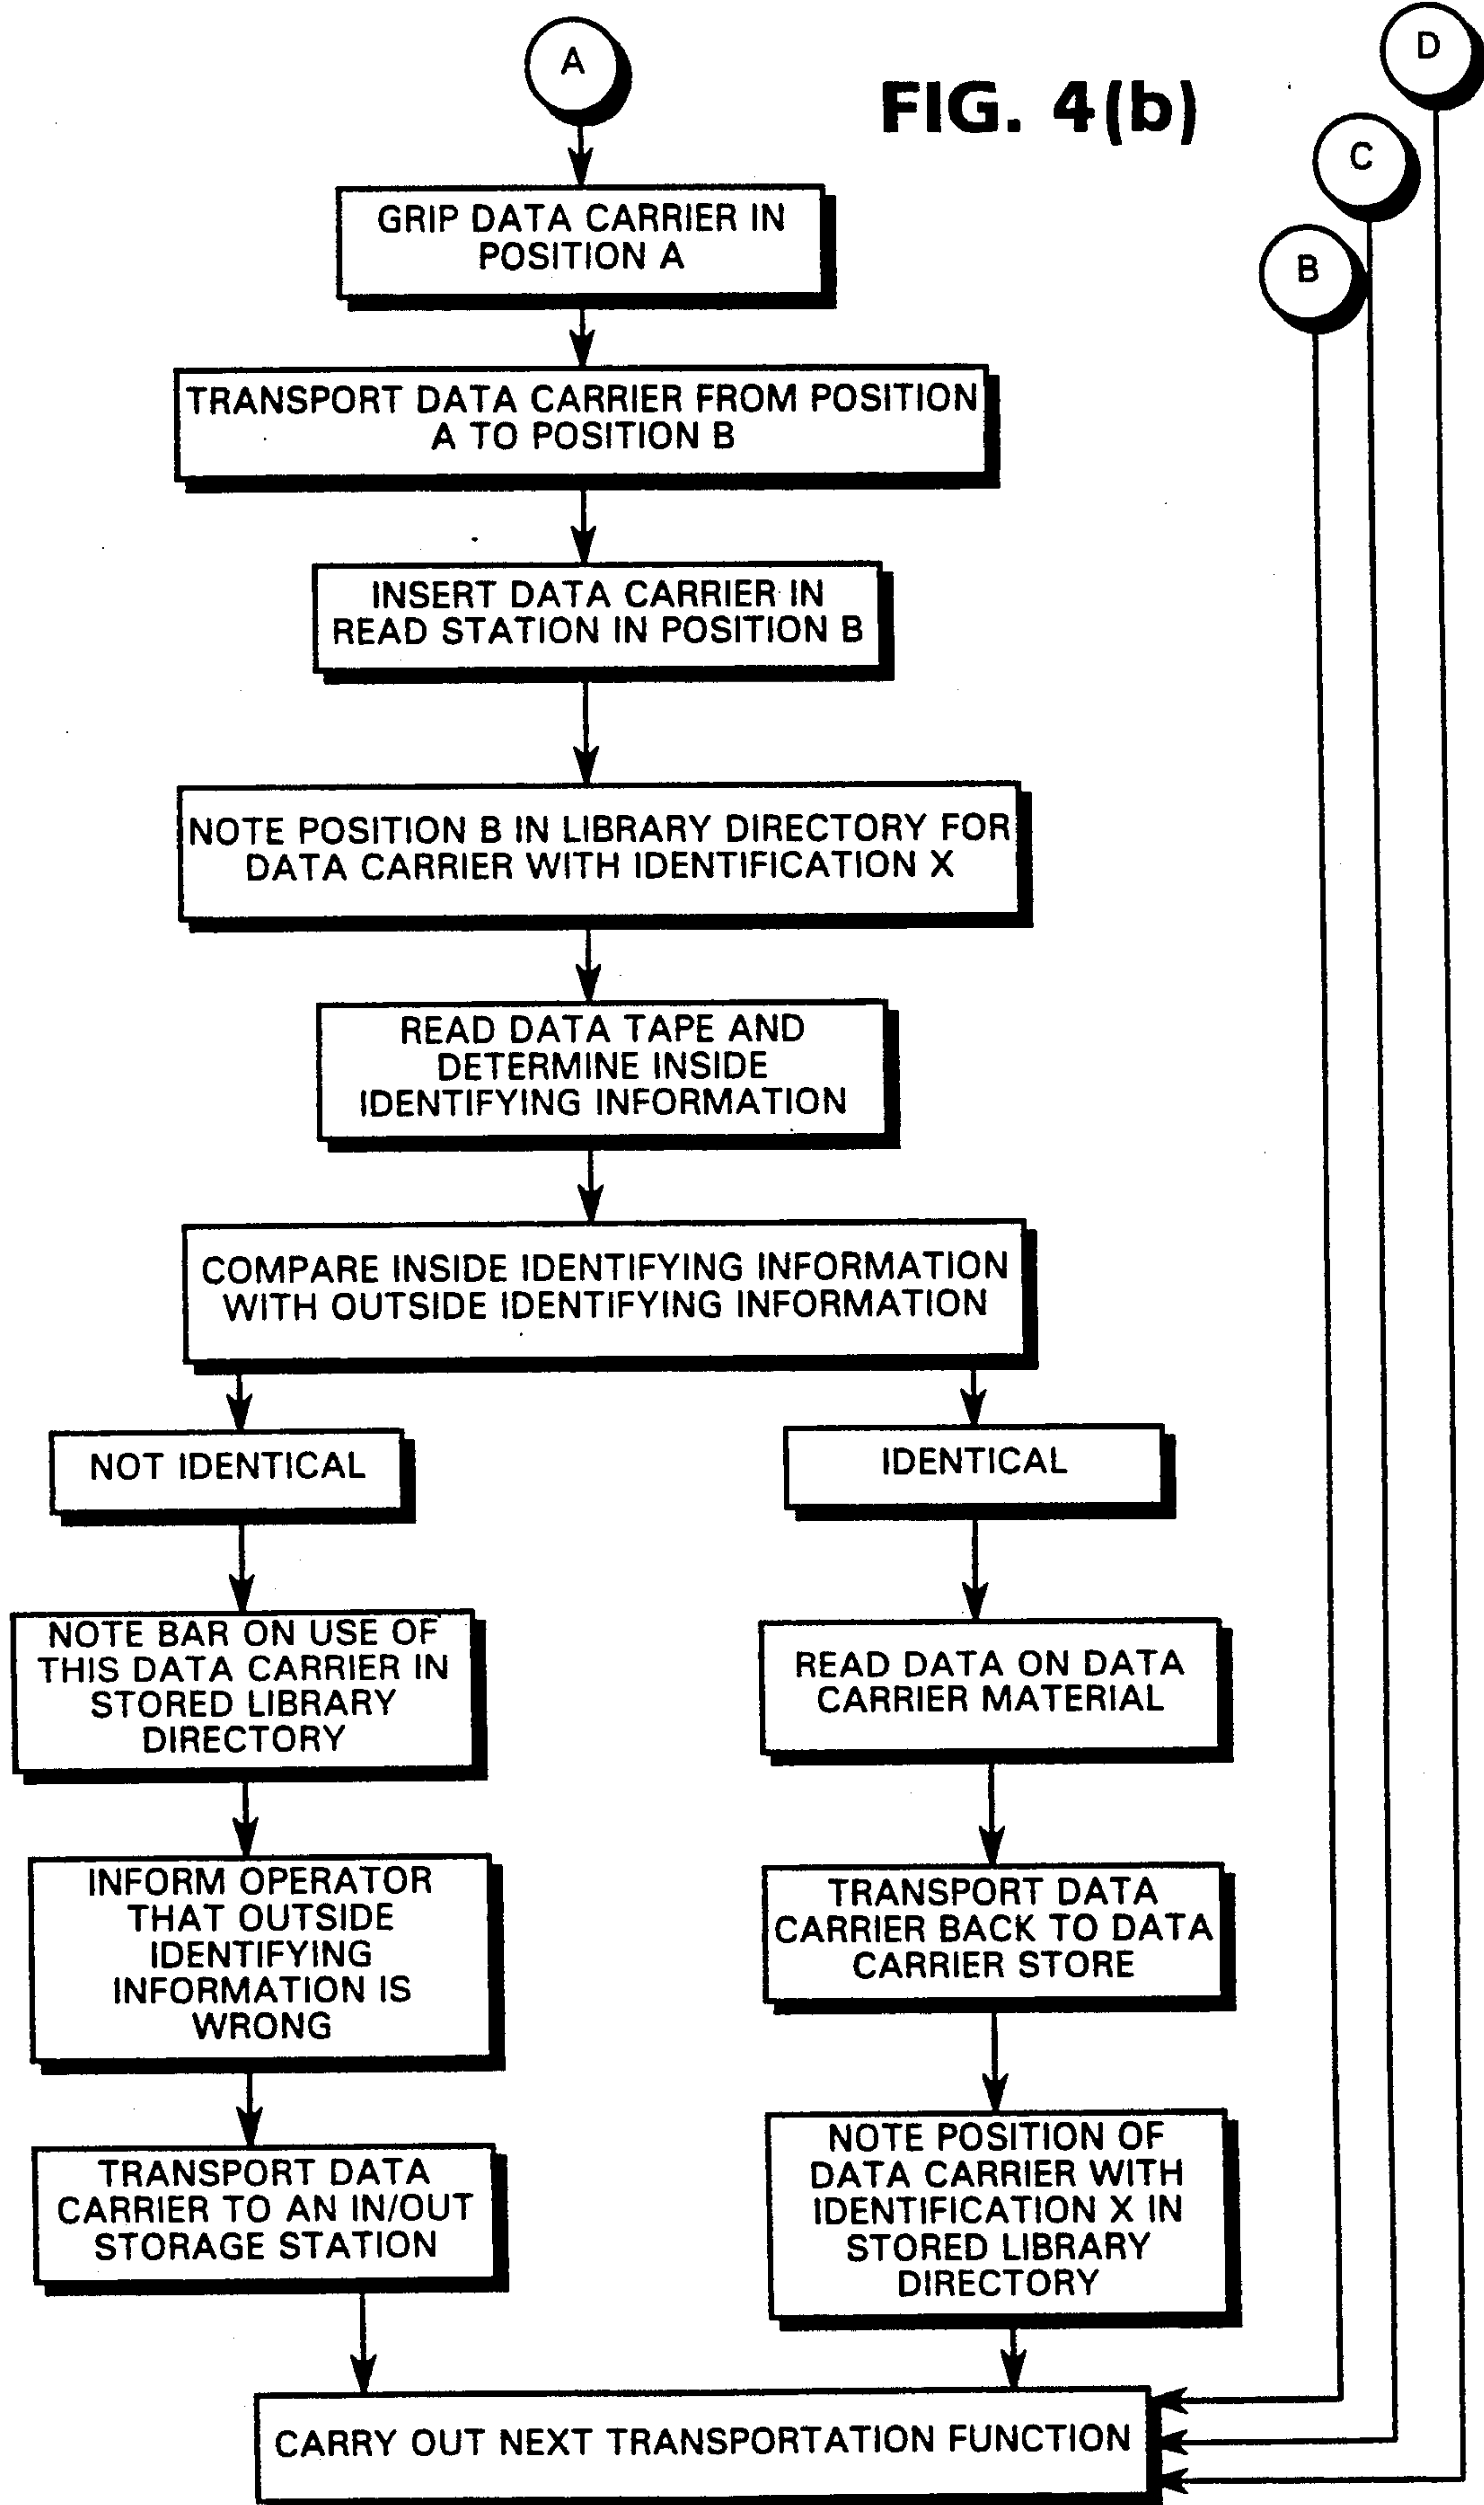 A
D
FIG. 4(b)
C
B
GRIP DATA CARRIER IN
POSITION A
TRANSPORT DATA CARRIER FROM POSITION
A TO POSITION B
INSERT DATA CARRIER IN
READ STATION IN POSITION B
NOTE POSITION B IN LIBRARY DIRECTORY FOR
DATA CARRIER WITH IDENTIFICATION X
READ DATA TAPE AND
DETERMINE INSIDE
IDENTIFYING INFORMATION
COMPARE INSIDE IDENTIFYING INFORMATION
WITH OUTSIDE IDENTIFYING INFORMATION
NOT IDENTICAL
NOTE BAR ON USE OF
THIS DATA CARRIER IN
STORED LIBRARY
DIRECTORY
INFORM OPERATOR
THAT OUTSIDE
IDENTIFYING
INFORMATION IS
WRONG
TRANSPORT DATA
CARRIER TO AN IN/OUT
STORAGE STATION
IDENTICAL
READ DATA ON DATA
CARRIER MATERIAL
TRANSPORT DATA
CARRIER BACK TO DATA
CARRIER STORE
NOTE POSITION OF
DATA CARRIER WITH
IDENTIFICATION X IN
STORED LIBRARY
DIRECTORY
CARRY OUT NEXT TRANSPORTATION FUNCTION